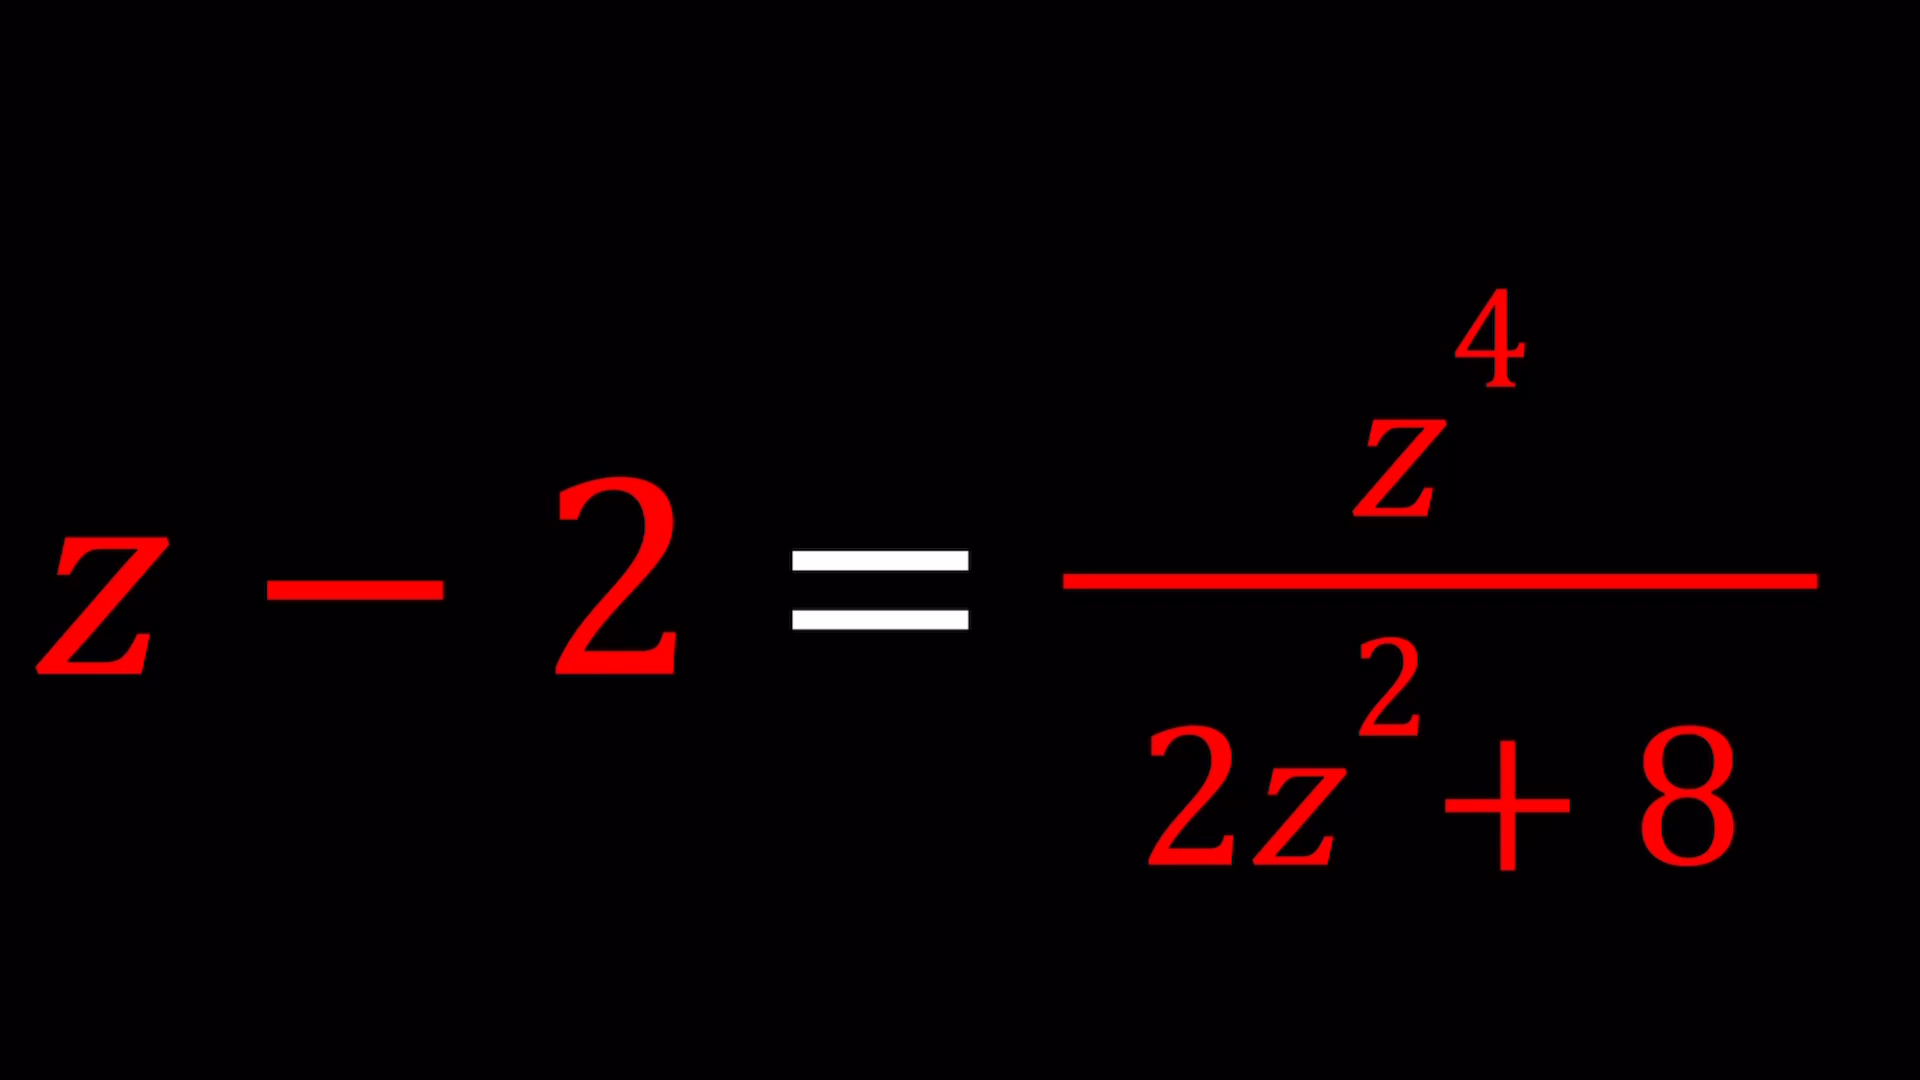 z − 2 = z⁴ / (2z² + 8)